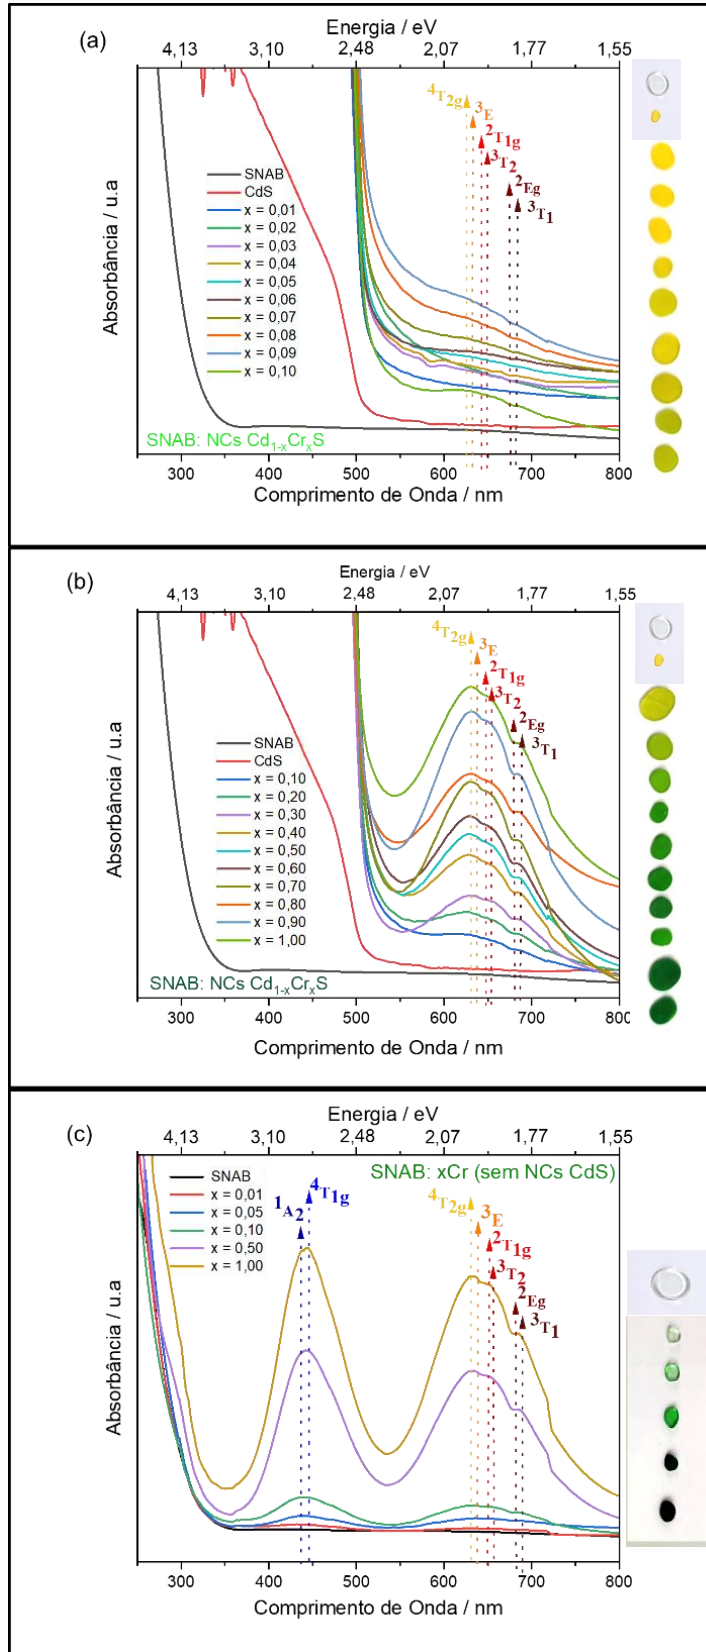 (a)
Energia / eV
4,13 3,10 2,48 2,07 1,77 1,55
4T2g
3E
2T1g
3T2
2Eg
3T1
SNAB
CdS
x = 0,01
x = 0,02
x = 0,03
x = 0,04
x = 0,05
x = 0,06
x = 0,07
x = 0,08
x = 0,09
x = 0,10
Absorbância / u.a
SNAB: NCs Cd1-xCrxS
300 400 500 600 700 800
Comprimento de Onda / nm
(b)
Energia / eV
4,13 3,10 2,48 2,07 1,77 1,55
4T2g
3E
2T1g
3T2
2Eg
3T1
SNAB
CdS
x = 0,10
x = 0,20
x = 0,30
x = 0,40
x = 0,50
x = 0,60
x = 0,70
x = 0,80
x = 0,90
x = 1,00
Absorbância / u.a
SNAB: NCs Cd1-xCrxS
300 400 500 600 700 800
Comprimento de Onda / nm
(c)
Energia / eV
4,13 3,10 2,48 2,07 1,77 1,55
SNAB: xCr (sem NCs CdS)
SNAB
x = 0,01
x = 0,05
x = 0,10
x = 0,50
x = 1,00
1A2
4T1g
4T2g
3E
2T1g
3T2
2Eg
3T1
Absorbância / u.a
300 400 500 600 700 800
Comprimento de Onda / nm